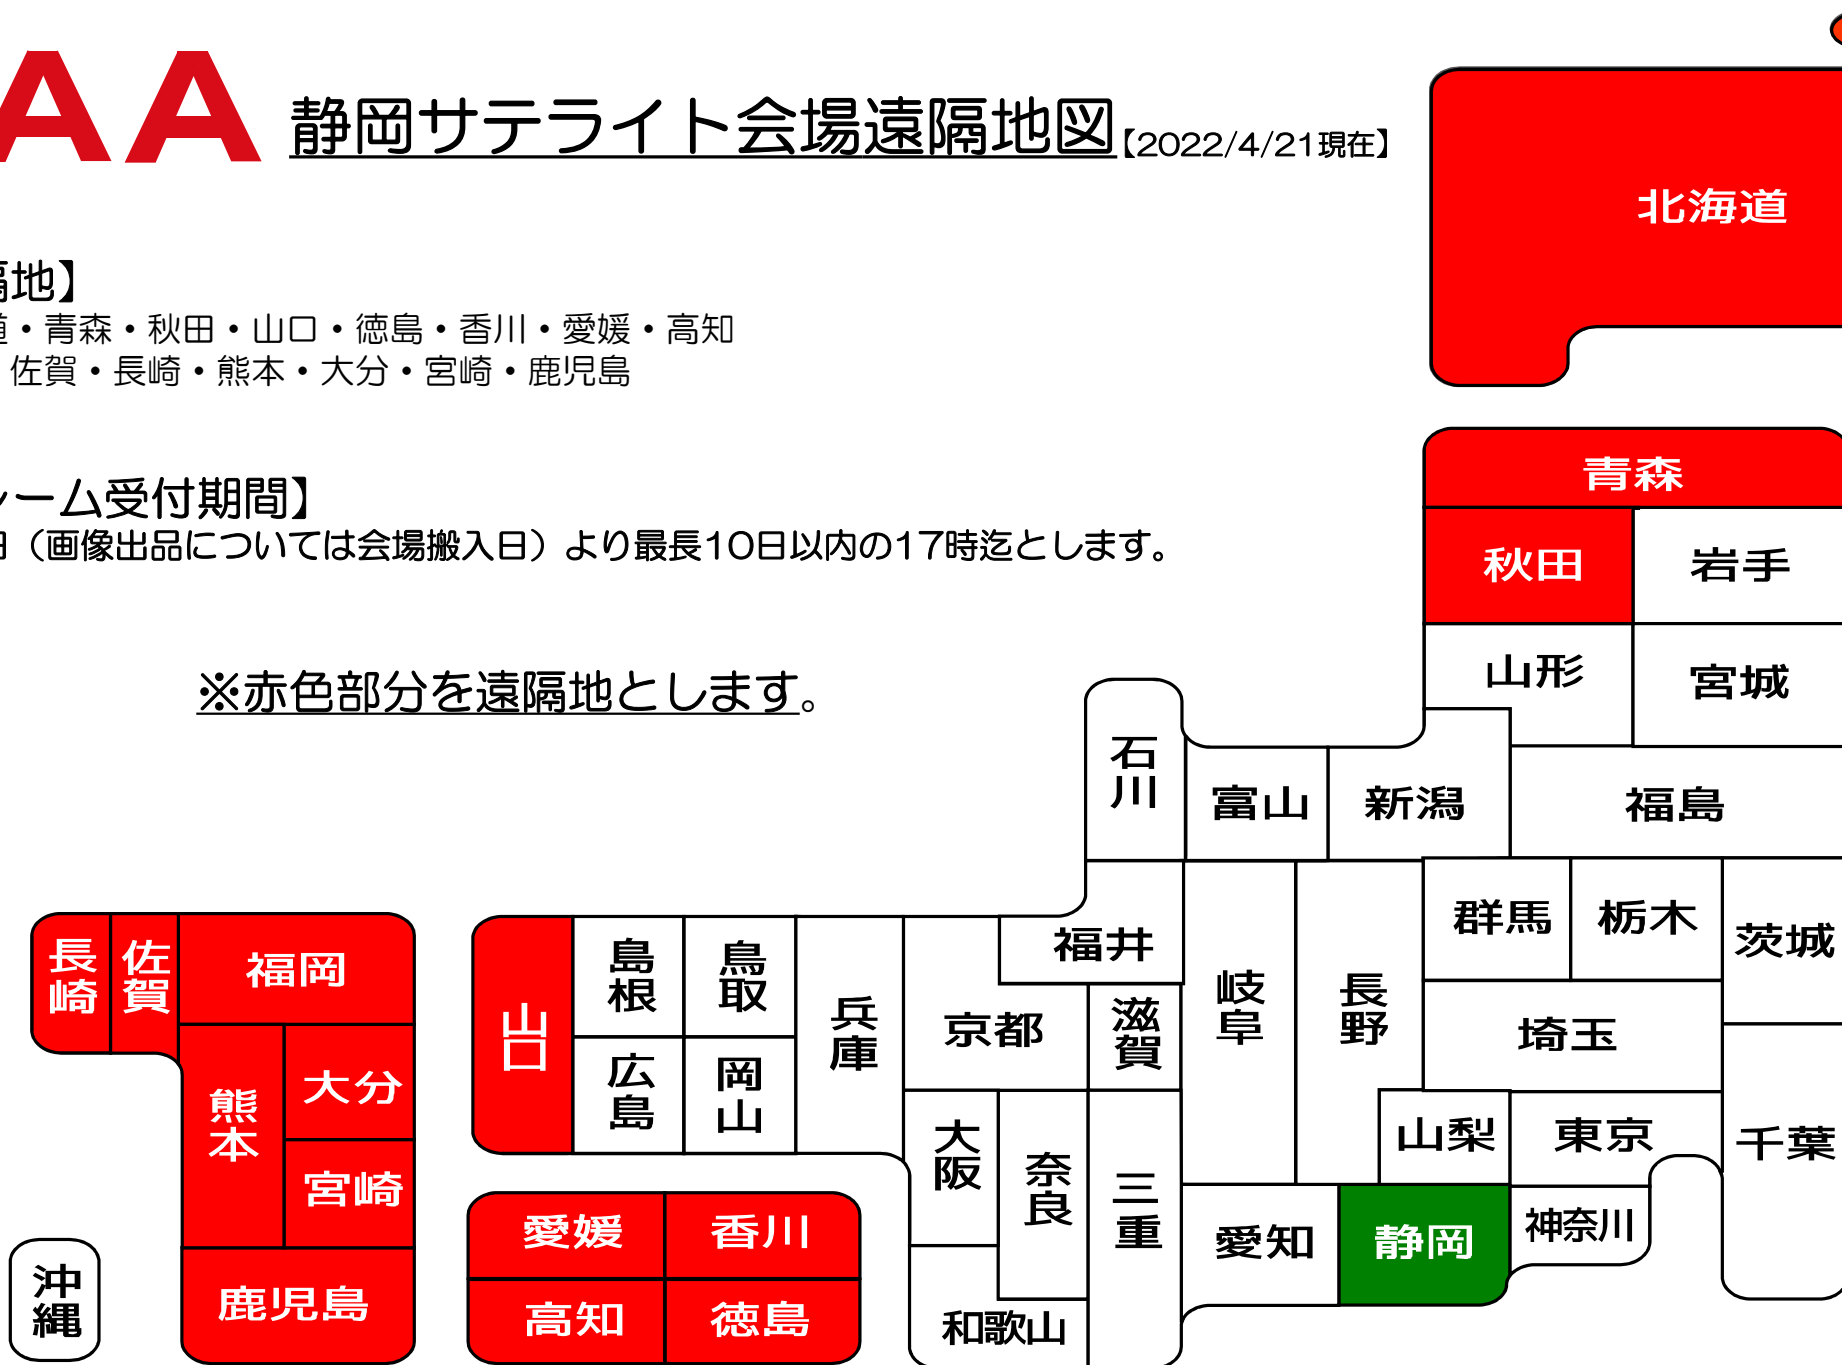 AA
静岡サテライト会場遠隔地図【2022/4/21現在】
北海道
隔地】
道・青森・秋田・山口・徳島・香川・愛媛・高知
佐賀・長崎・熊本・大分・宮崎・鹿児島
レーム受付期間】
日（画像出品については会場搬入日）より最長10日以内の17時迄とします。
※赤色部分を遠隔地とします。
青森
秋田
岩手
山形
宮城
石川
富山
新潟
福島
長崎
佐賀
福岡
山口
島根
鳥取
兵庫
京都
福井
滋賀
岐阜
長野
群馬
栃木
茨城
埼玉
熊本
大分
広島
岡山
大阪
奈良
三重
山梨
東京
千葉
宮崎
愛媛
香川
愛知
静岡
神奈川
沖縄
鹿児島
高知
徳島
和歌山